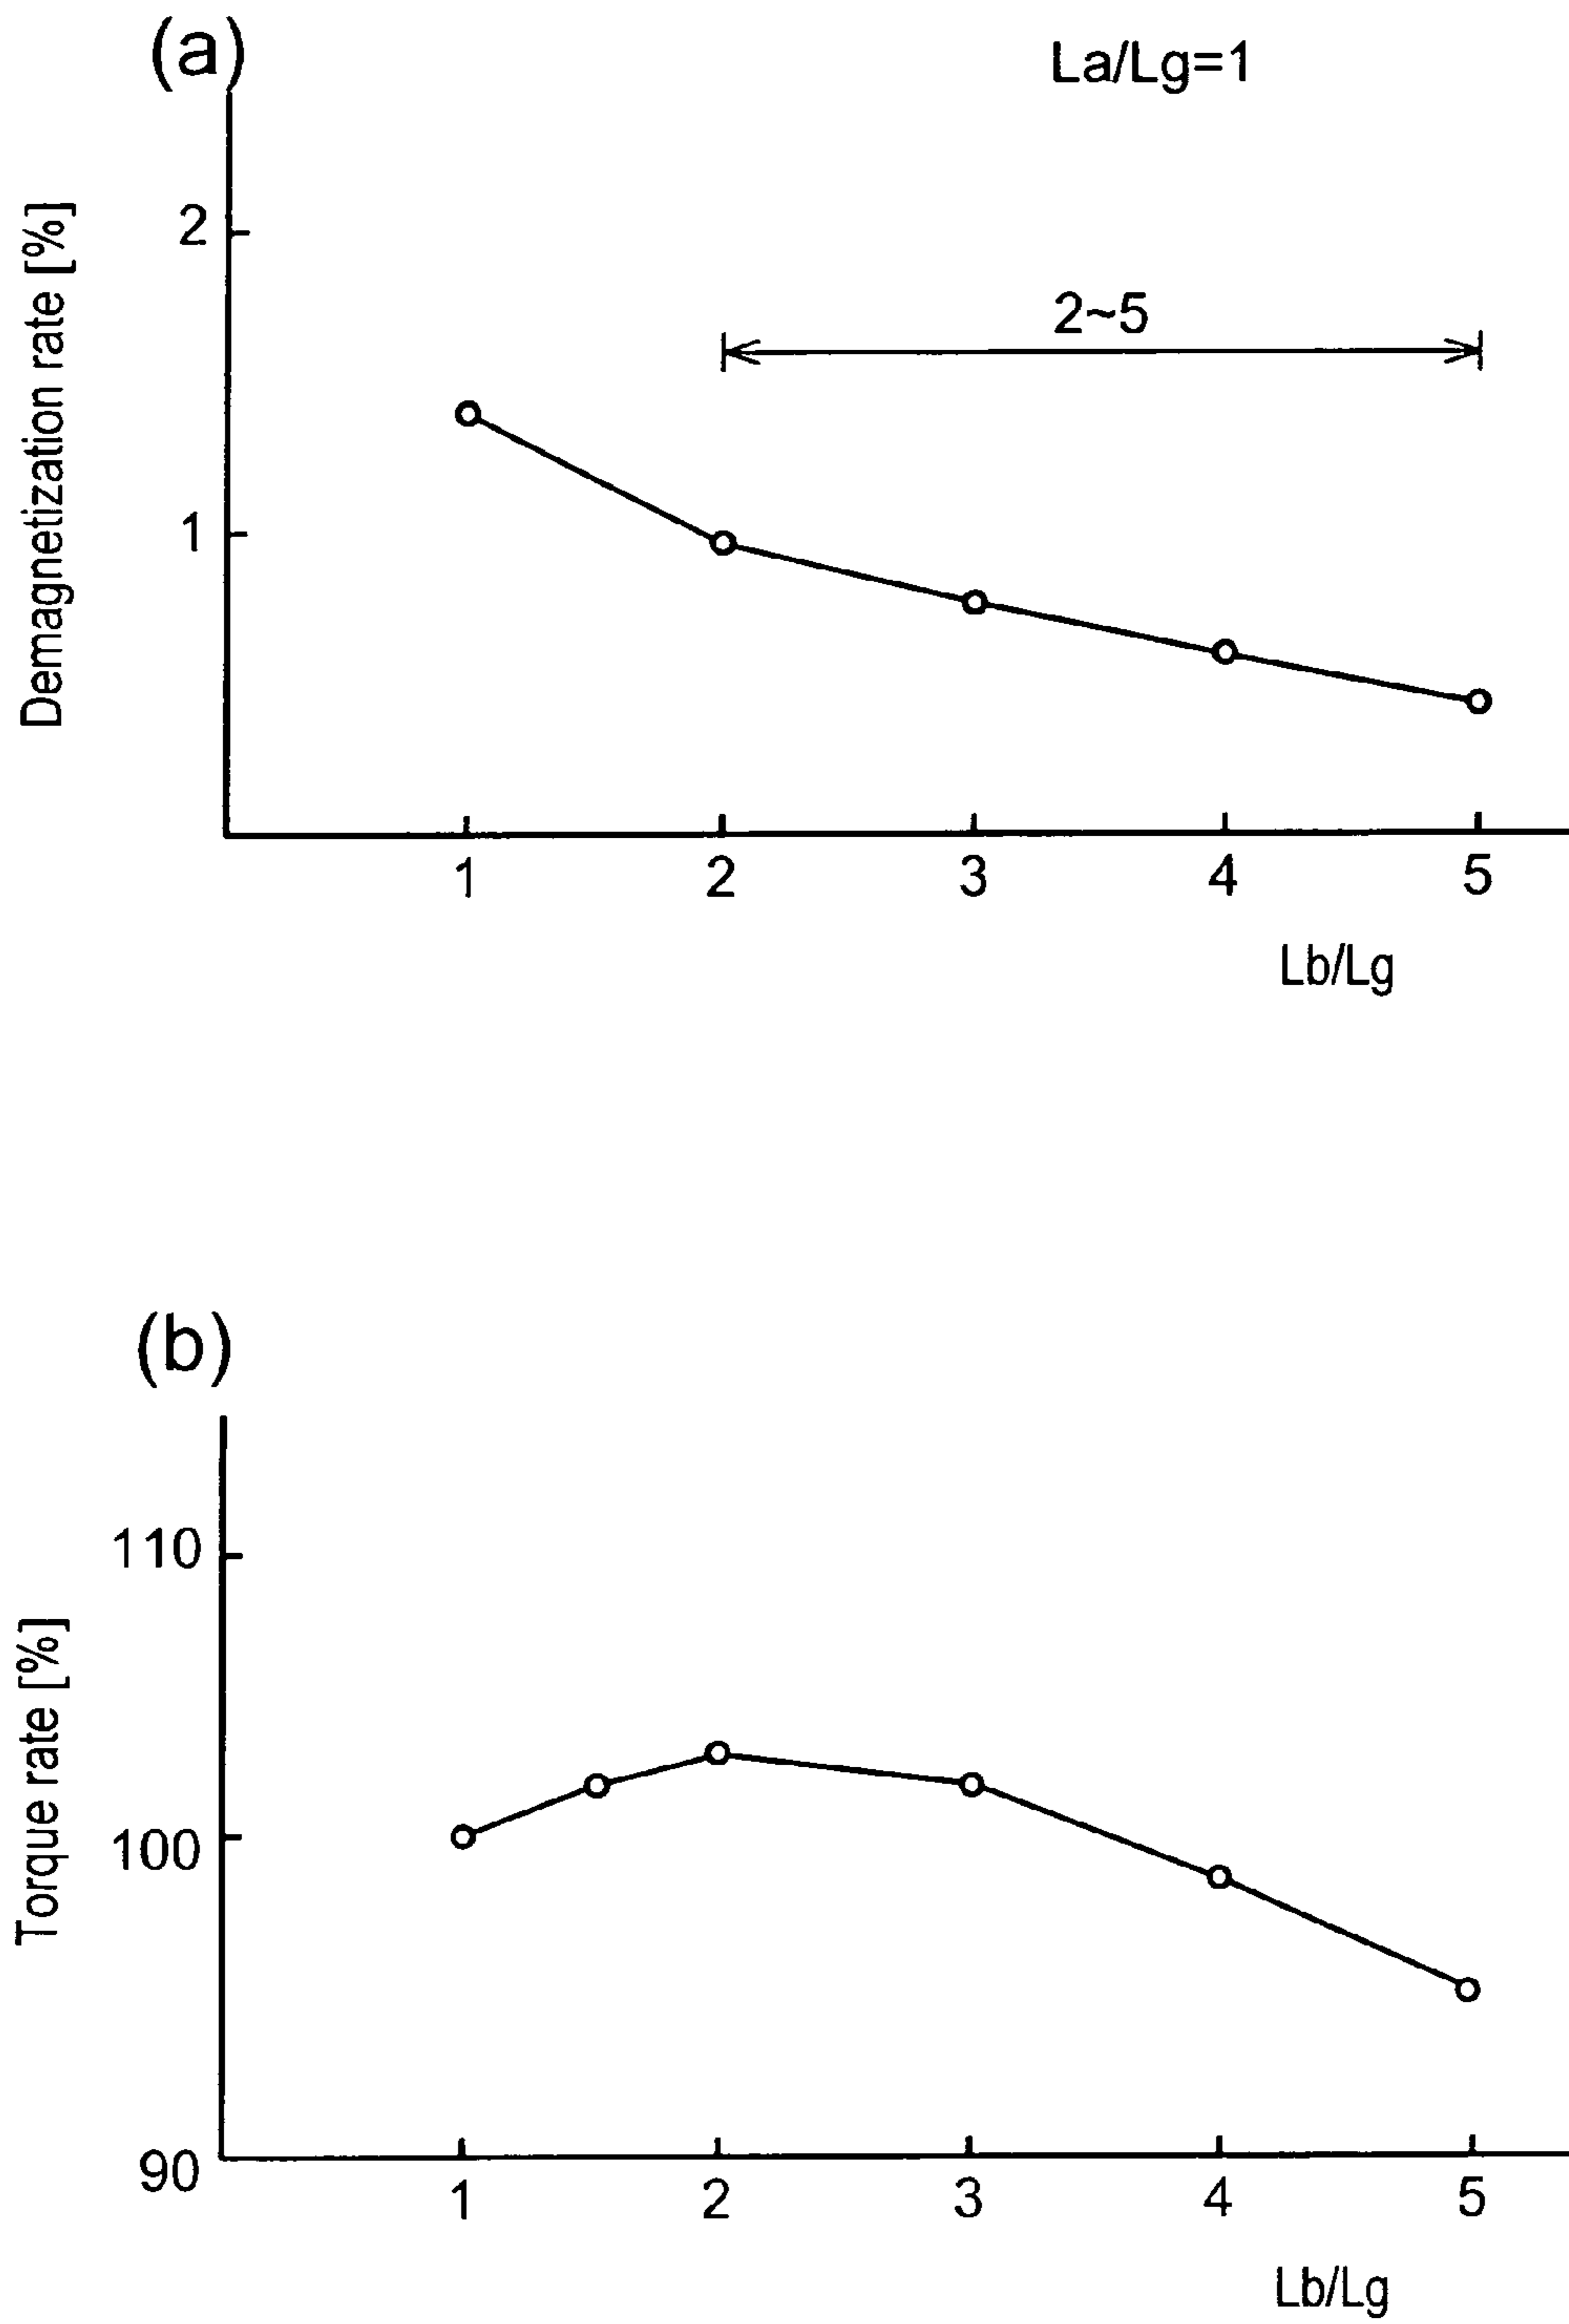 (a)
La/Lg=1
Demagnetization rate [%]
2
2~5
1
1 2 3 4 5
Lb/Lg
(b)
Torque rate [%]
110
100
90
1 2 3 4 5
Lb/Lg